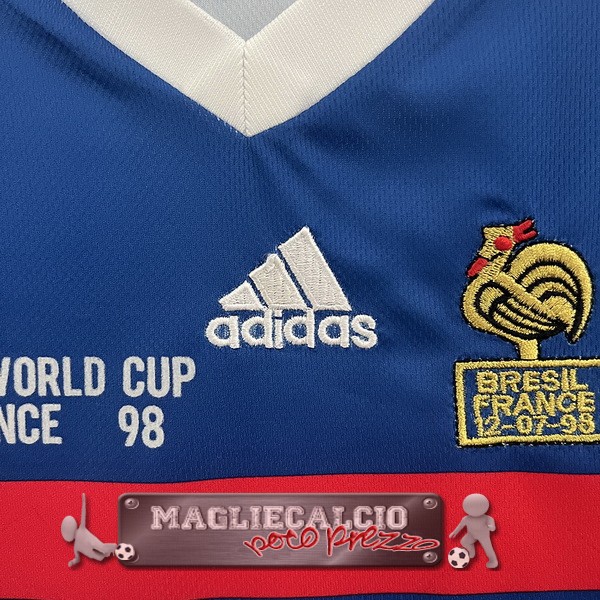 adidas
WORLD CUP
NCE 98
BRESIL
FRANCE
12-07-98
MAGLIECALCIO
poco prezzo